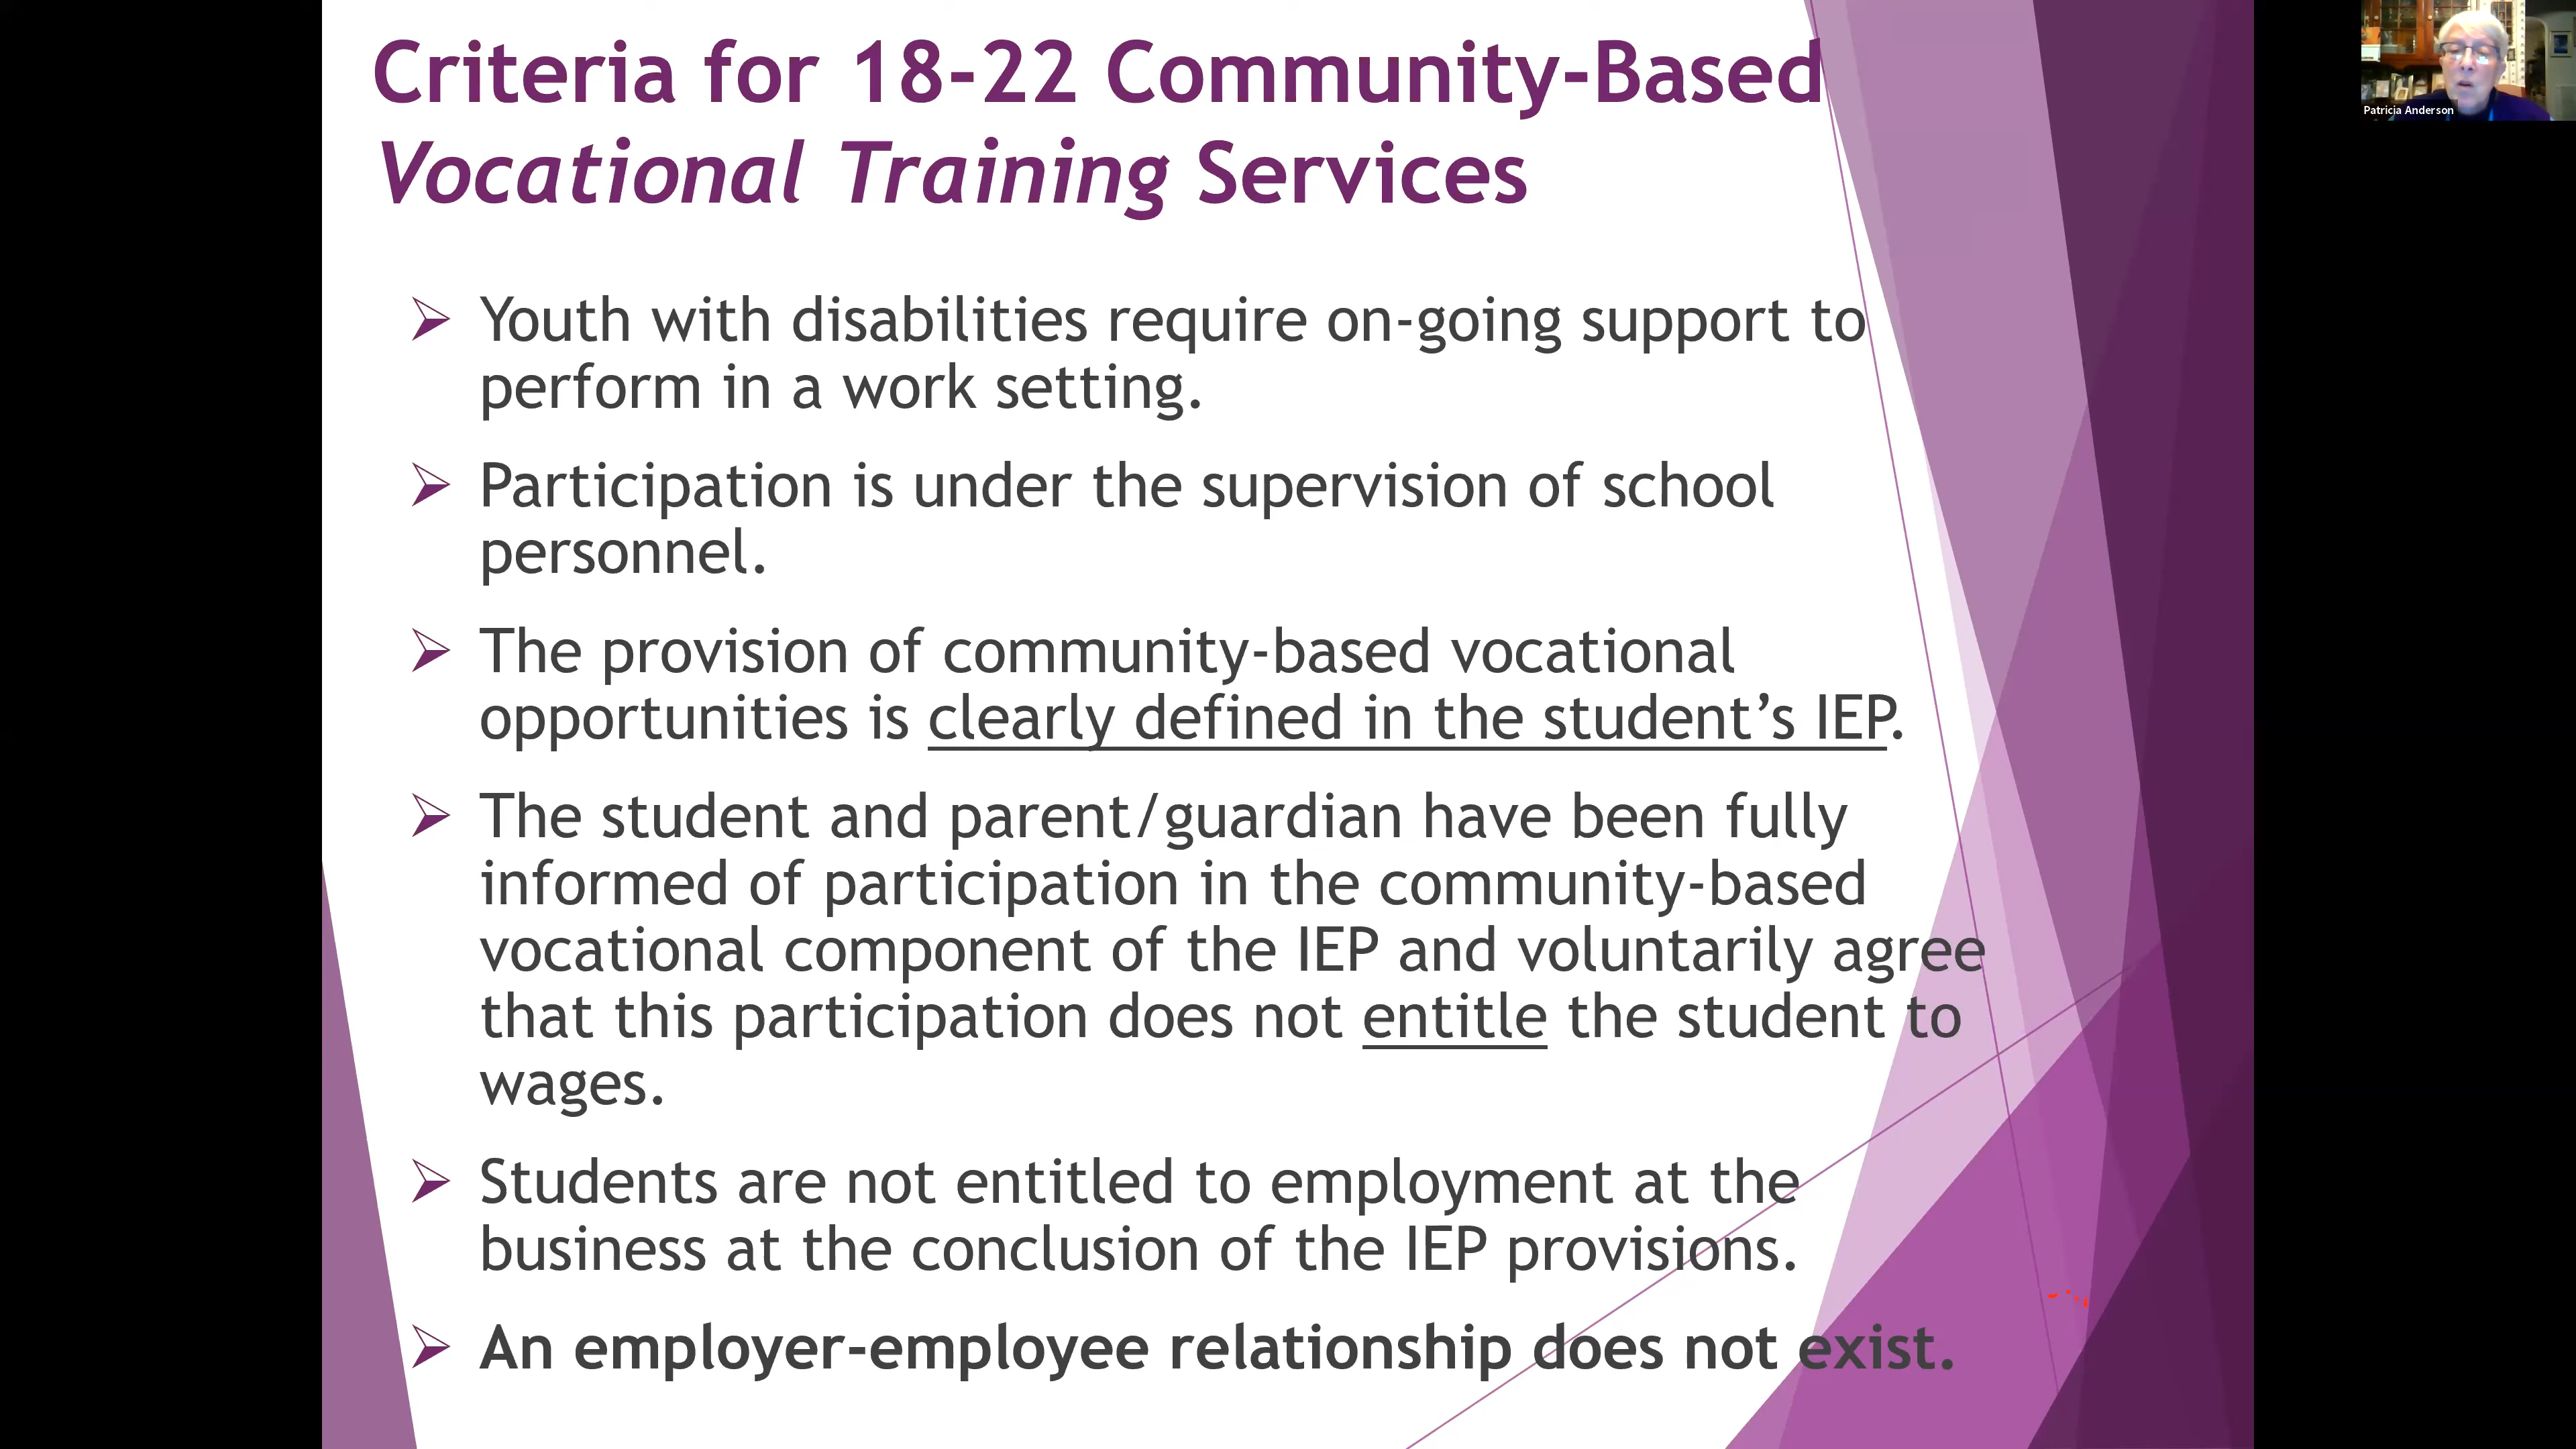 Criteria for 18-22 Community-Based
Vocational Training Services
Youth with disabilities require on-going support to
perform in a work setting.
Participation is under the supervision of school
personnel.
The provision of community-based vocational
opportunities is clearly defined in the student’s IEP.
The student and parent/guardian have been fully
informed of participation in the community-based
vocational component of the IEP and voluntarily agree
that this participation does not entitle the student to
wages.
Students are not entitled to employment at the
business at the conclusion of the IEP provisions.
An employer-employee relationship does not exist.
Patricia Anderson